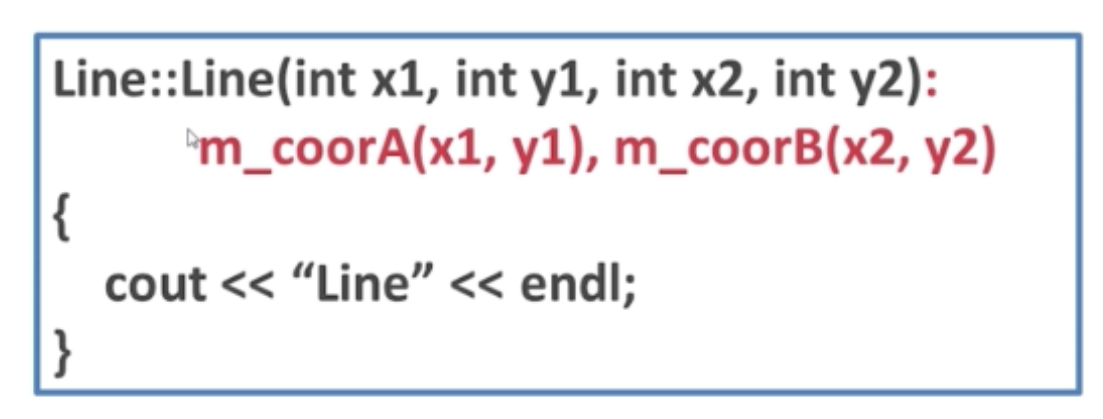 Line::Line(int x1, int y1, int x2, int y2):
m_coorA(x1, y1), m_coorB(x2, y2)
{
cout << “Line” << endl;
}